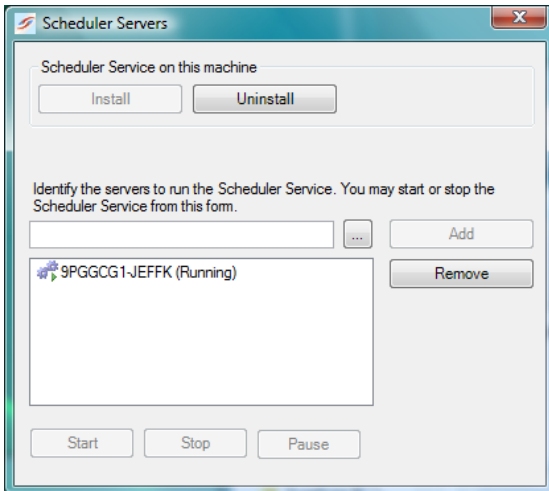 Scheduler Servers
Scheduler Service on this machine
Install
Uninstall
Identify the servers to run the Scheduler Service. You may start or stop the
Scheduler Service from this form.
...
Add
9PGGCG1-JEFFK (Running)
Remove
Start
Stop
Pause